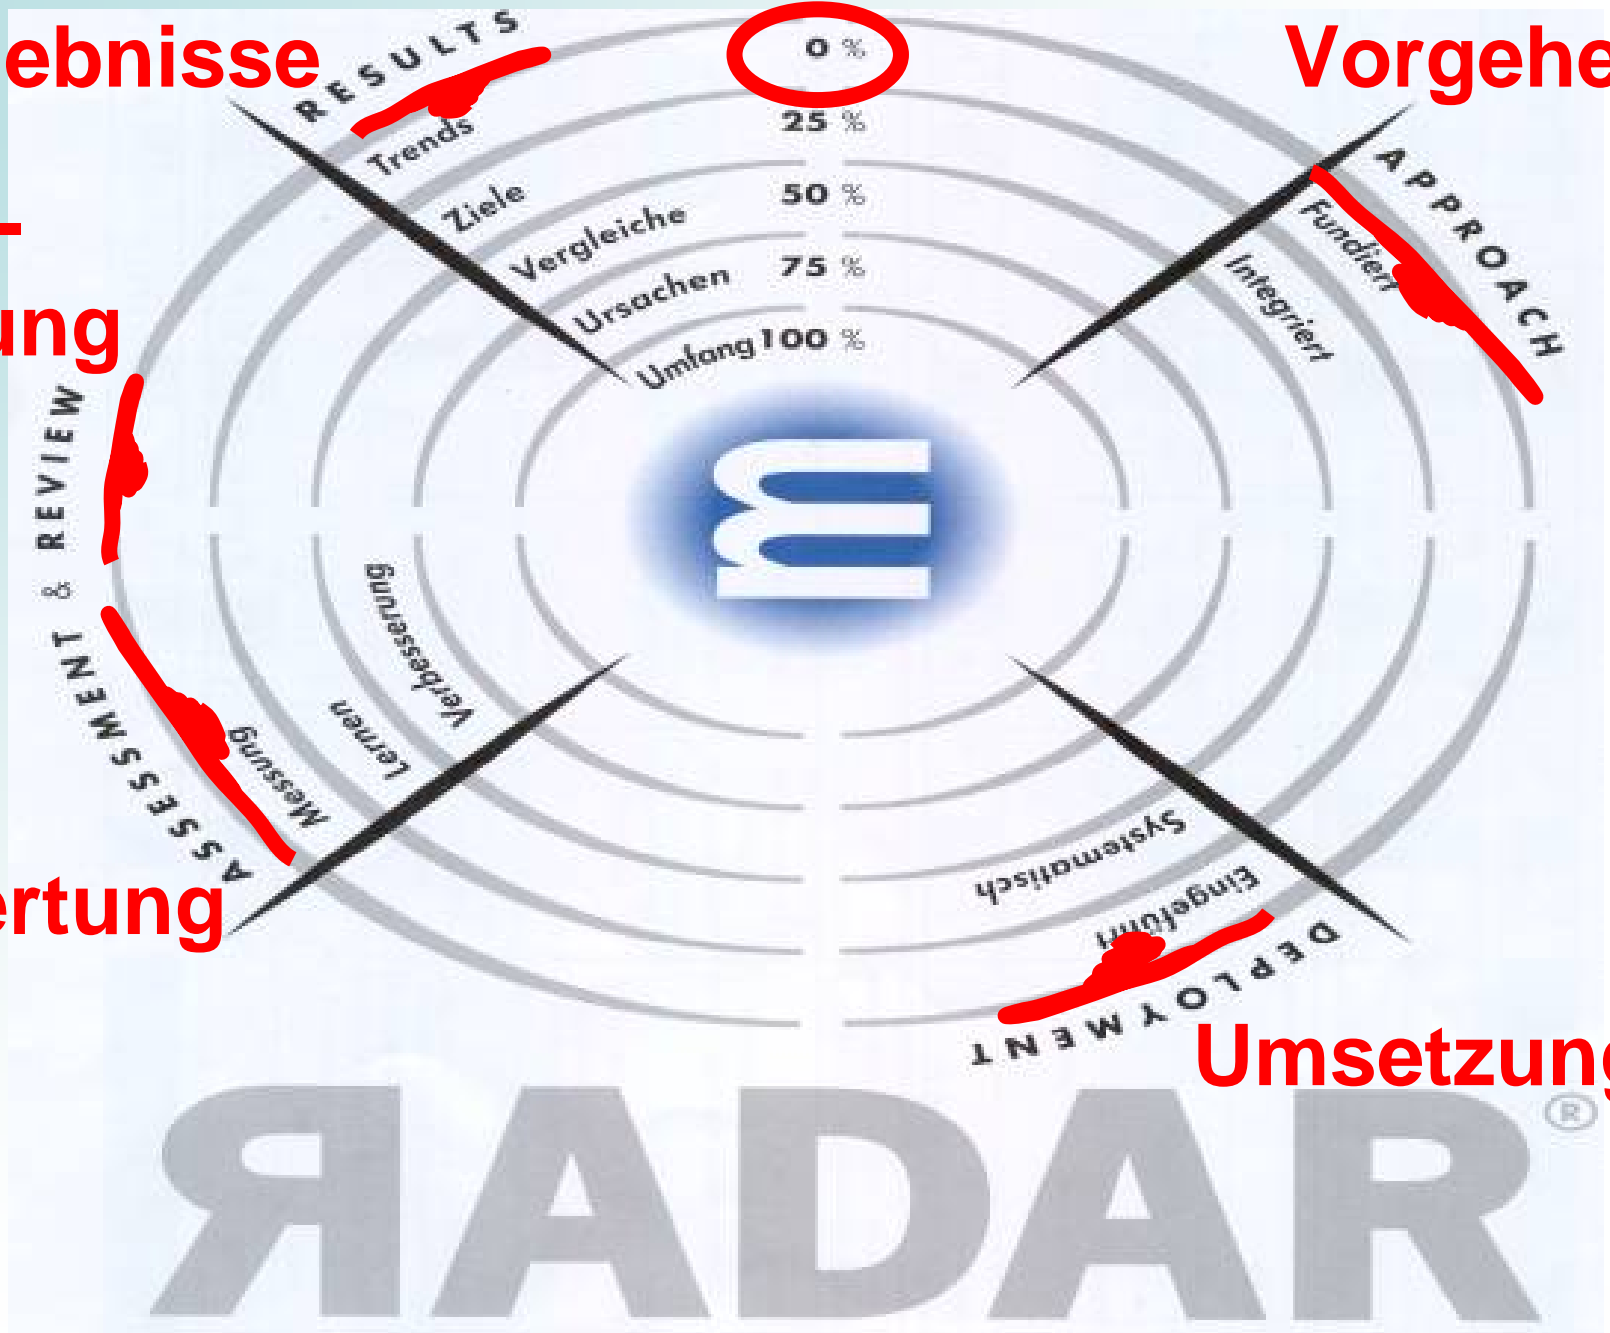 ebnisse
Vorgehe
RESULTS
0 %
25 %
50 %
75 %
100 %
Trends
Ziele
Vergleiche
Ursachen
Umfang
APPROACH
Fundiert
Integriert
ung
ASSESSMENT & REVIEW
Verbesserung
Lernen
Messung
ertung
Systematisch
Eingeführt
DEPLOYMENT
Umsetzung
RADAR®